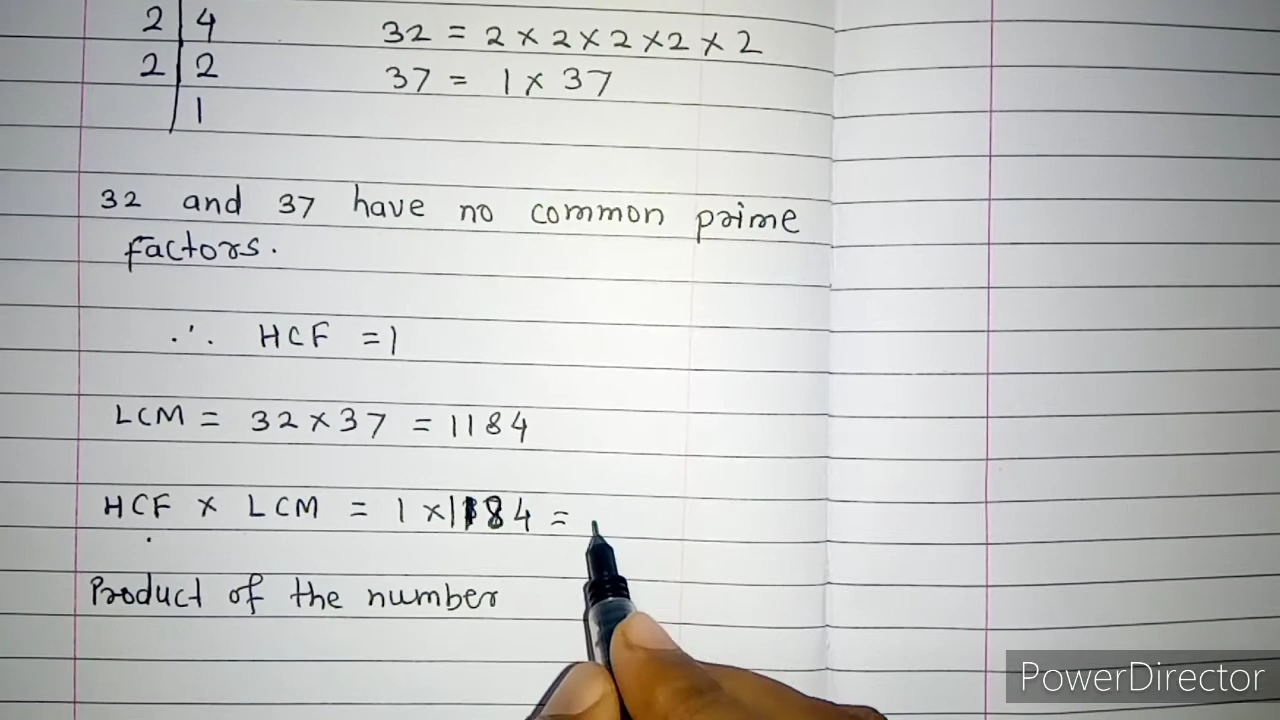 2 | 4
32 = 2 × 2 × 2 × 2 × 2
2 | 2
37 = 1 × 37
1
32 and 37 have no common prime
factors.
∴ HCF = 1
LCM = 32 × 37 = 1184
HCF × LCM = 1 × 1184 =
Product of the number
PowerDirector